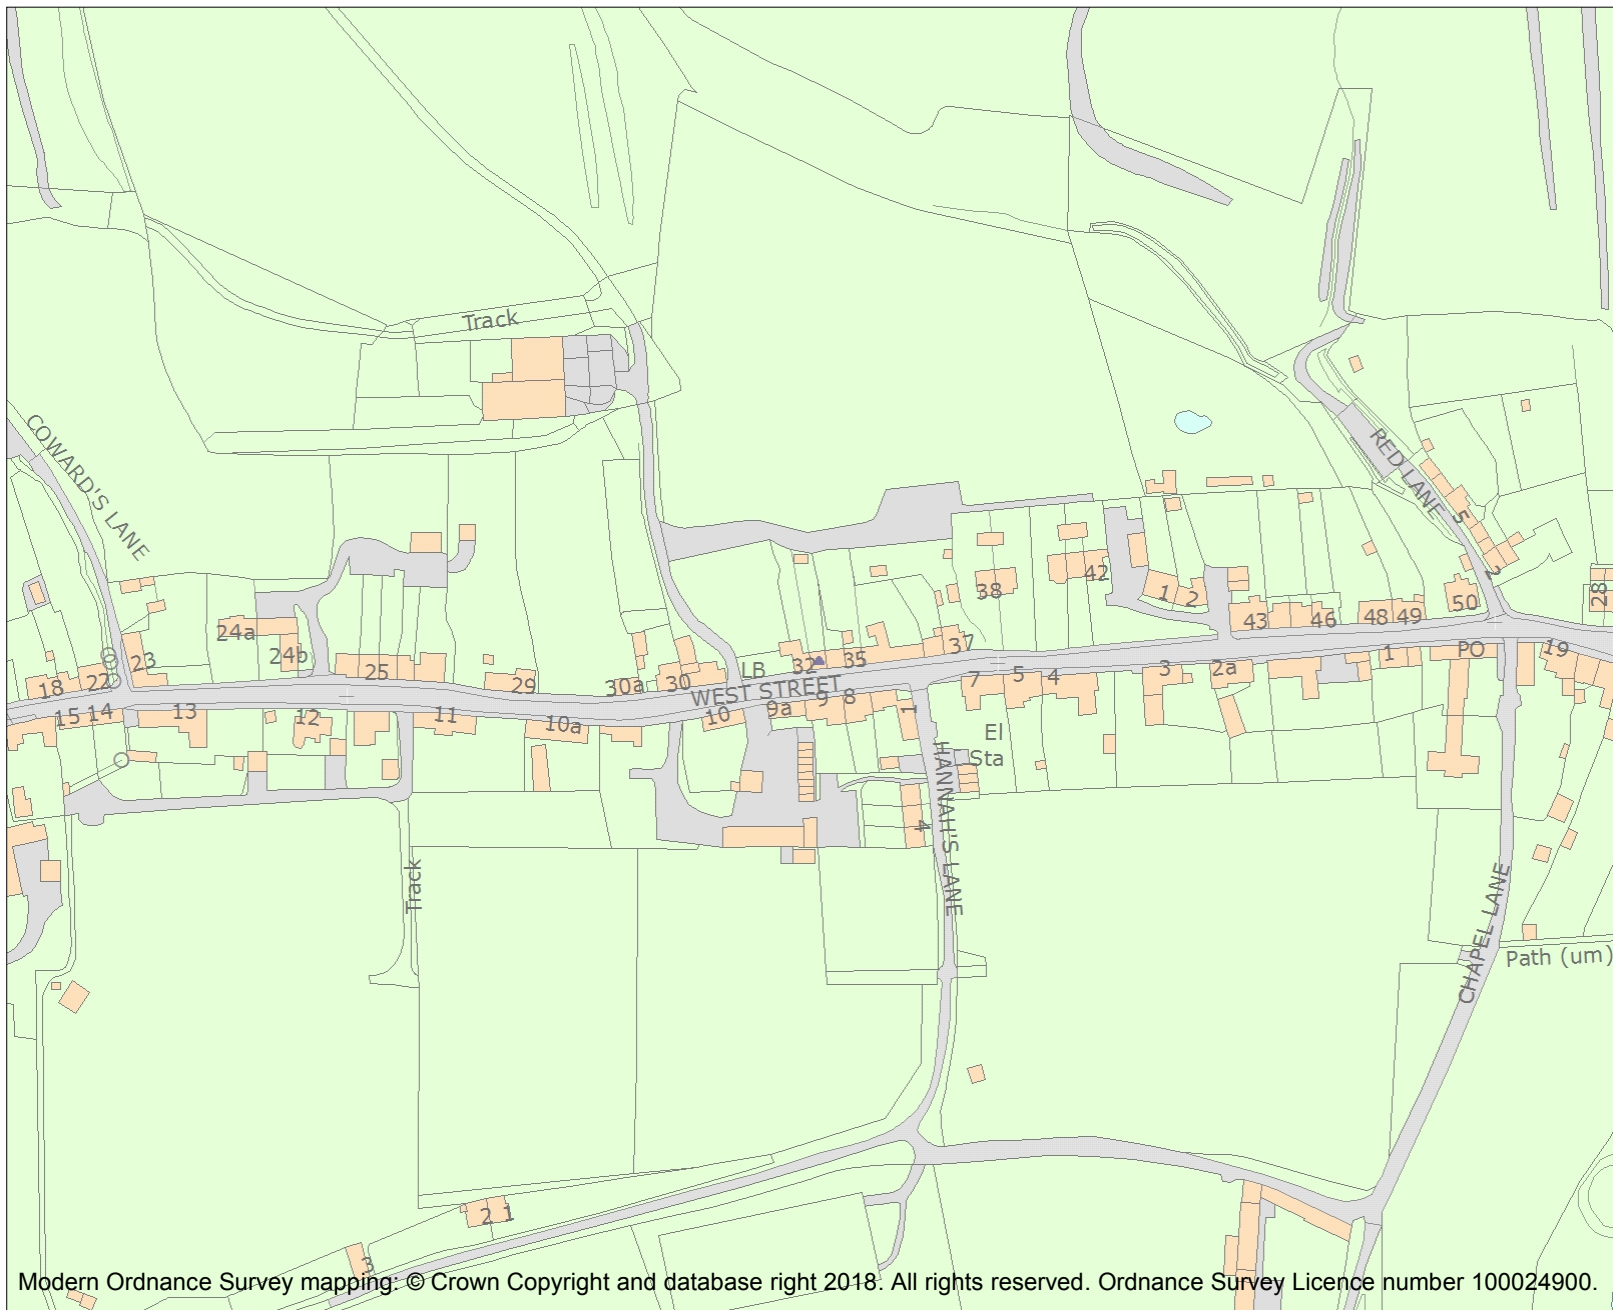 Track
COWARD'S LANE
RED LANE
5
2
42
38
1
2
28
24a
24b
23
22
18
25
29
30a
30
LB
32
35
37
43
46
48
49
50
WEST STREET
15
14
13
12
11
10a
10
9a
9
8
1
7
5
4
3
2a
1
PO
19
El
Sta
HANNAH'S LANE
4
Track
CHAPEL LANE
Path (um)
2
1
3
Modern Ordnance Survey mapping: © Crown Copyright and database right 2018. All rights reserved. Ordnance Survey Licence number 100024900.